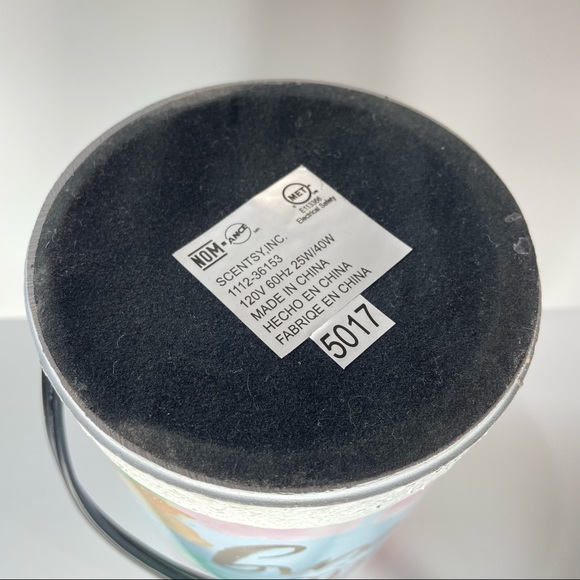 NOM ANCE
MET
E113368
Electrical Safety
SCENTSY, INC.
1112-36153
120V 60Hz 25W/40W
MADE IN CHINA
HECHO EN CHINA
FABRIQE EN CHINA
5017